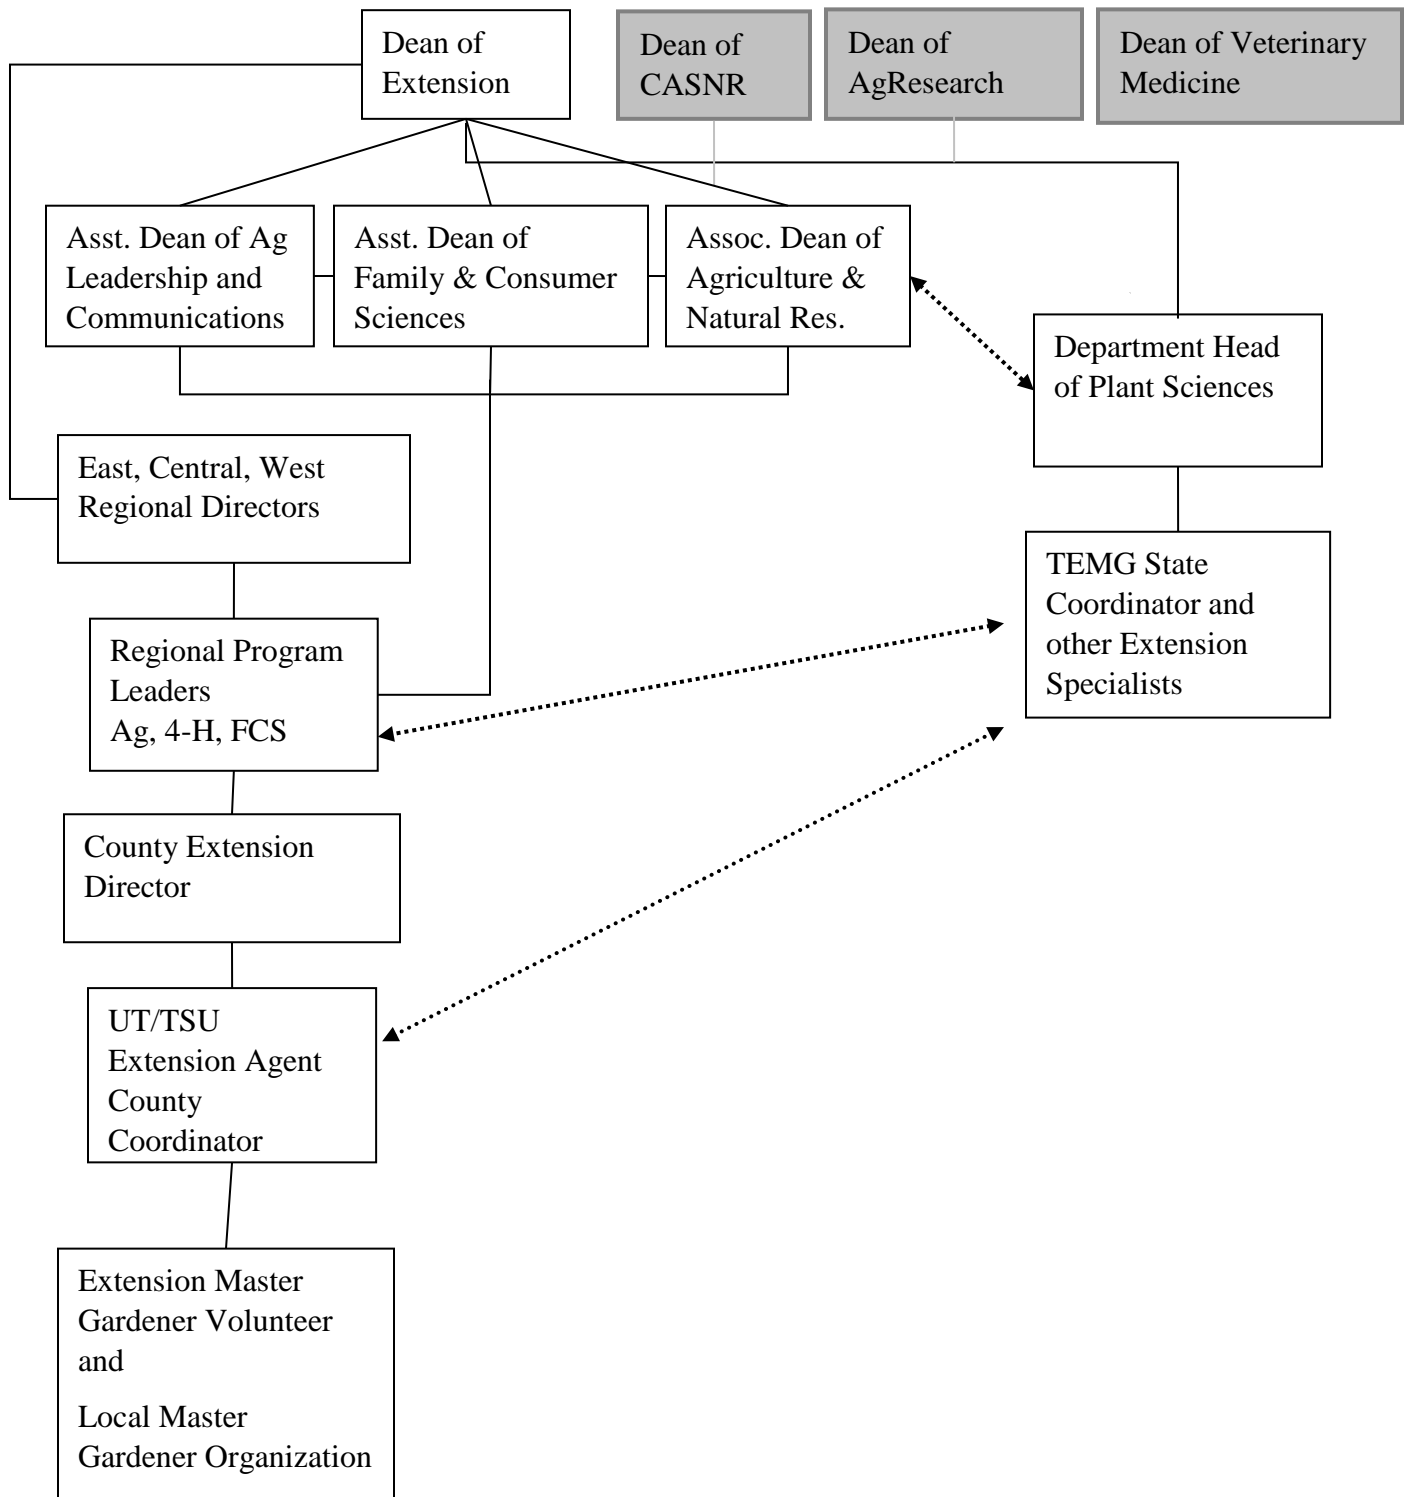 Dean of
Extension
Dean of
CASNR
Dean of
AgResearch
Dean of Veterinary
Medicine
Asst. Dean of Ag
Leadership and
Communications
Asst. Dean of
Family & Consumer
Sciences
Assoc. Dean of
Agriculture &
Natural Res.
Department Head
of Plant Sciences
East, Central, West
Regional Directors
TEMG State
Coordinator and
other Extension
Specialists
Regional Program
Leaders
Ag, 4-H, FCS
County Extension
Director
UT/TSU
Extension Agent
County
Coordinator
Extension Master
Gardener Volunteer
and
Local Master
Gardener Organization